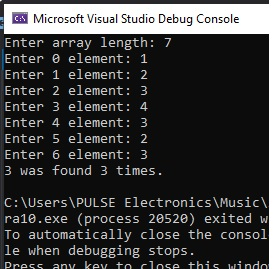 Microsoft Visual Studio Debug Console
Enter array length: 7
Enter 0 element: 1
Enter 1 element: 2
Enter 2 element: 3
Enter 3 element: 4
Enter 4 element: 3
Enter 5 element: 2
Enter 6 element: 3
3 was found 3 times.
C:\Users\PULSE Electronics\Music\
ra10.exe (process 20520) exited w
To automatically close the consol
le when debugging stops.
Press any key to close this windo